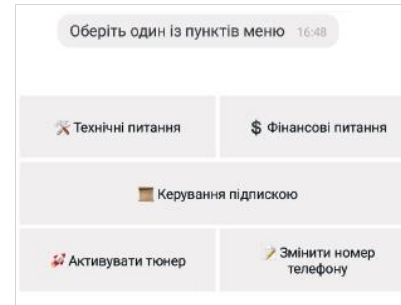 Оберіть один із пунктів меню 16:48
🛠 Технічні питання
$ Фінансові питання
📜 Керування підпискою
🚀 Активувати тюнер
📝 Змінити номер
телефону